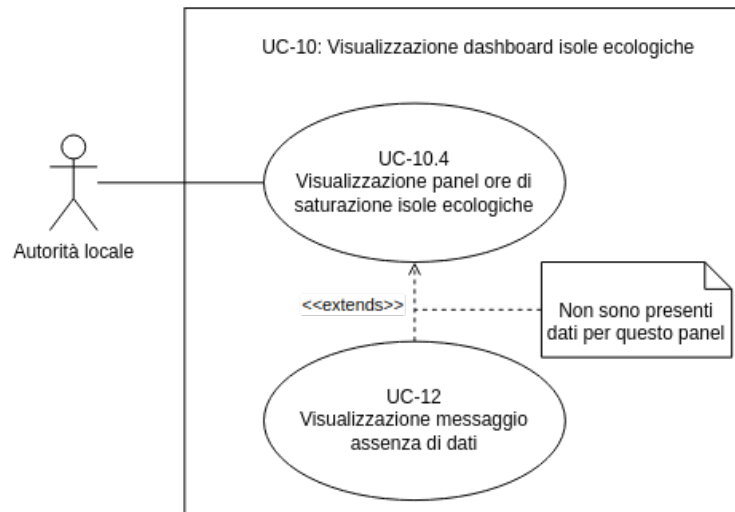 UC-10: Visualizzazione dashboard isole ecologiche
UC-10.4
Visualizzazione panel ore di
saturazione isole ecologiche
Autorità locale
<<extends>>
Non sono presenti
dati per questo panel
UC-12
Visualizzazione messaggio
assenza di dati